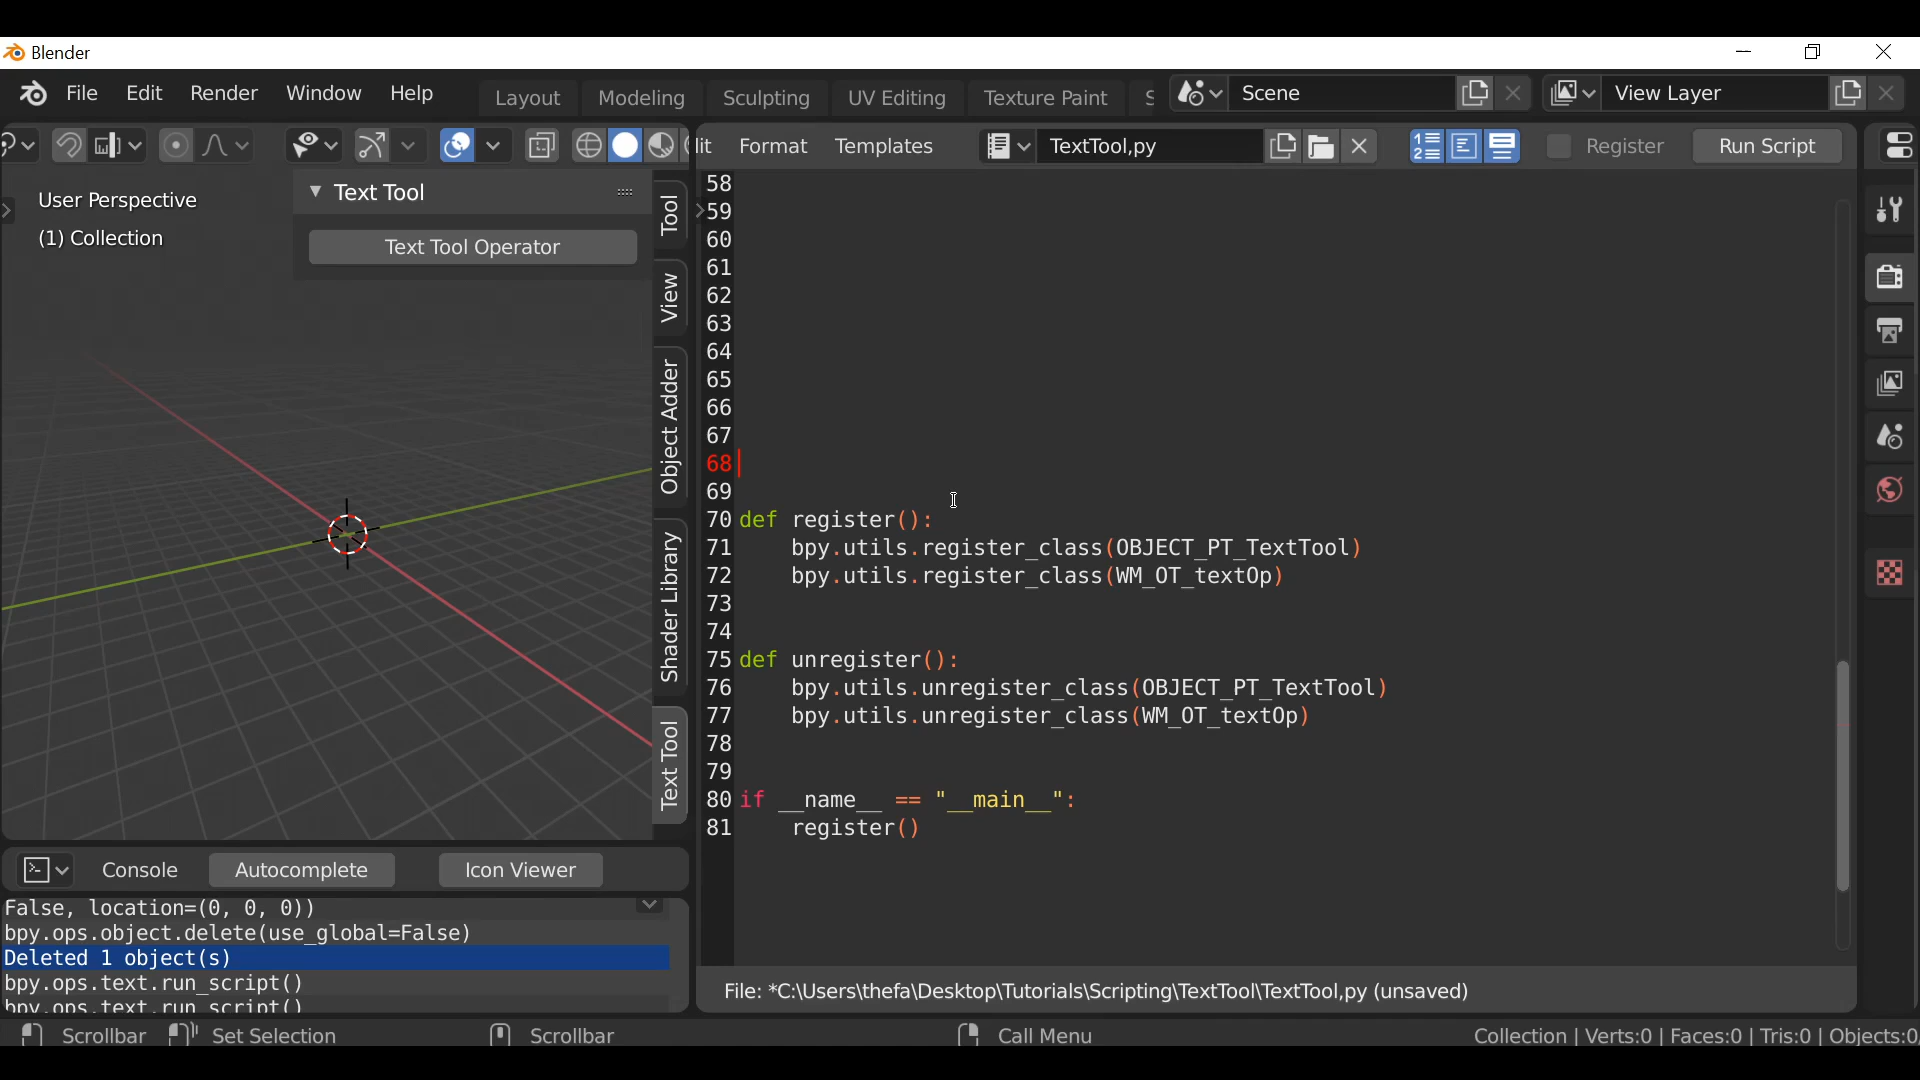 Blender
File Edit Render Window Help Layout Modeling Sculpting UV Editing Texture Paint S Scene View Layer
lit Format Templates TextTool,py Register Run Script
User Perspective
(1) Collection
Text Tool
Text Tool Operator
Tool
View
Object Adder
Shader Library
Text Tool
58
59
60
61
62
63
64
65
66
67
68
69
70 def register():
71 bpy.utils.register_class(OBJECT_PT_TextTool)
72 bpy.utils.register_class(WM_OT_textOp)
73
74
75 def unregister():
76 bpy.utils.unregister_class(OBJECT_PT_TextTool)
77 bpy.utils.unregister_class(WM_OT_textOp)
78
79
80 if __name__ == "__main__":
81 register()
Console Autocomplete Icon Viewer
False, location=(0, 0, 0))
bpy.ops.object.delete(use_global=False)
Deleted 1 object(s)
bpy.ops.text.run_script()
bpy.ops.text.run_script()
File: *C:\Users\thefa\Desktop\Tutorials\Scripting\TextTool\TextTool,py (unsaved)
Scrollbar Set Selection Scrollbar Call Menu Collection | Verts:0 | Faces:0 | Tris:0 | Objects:0